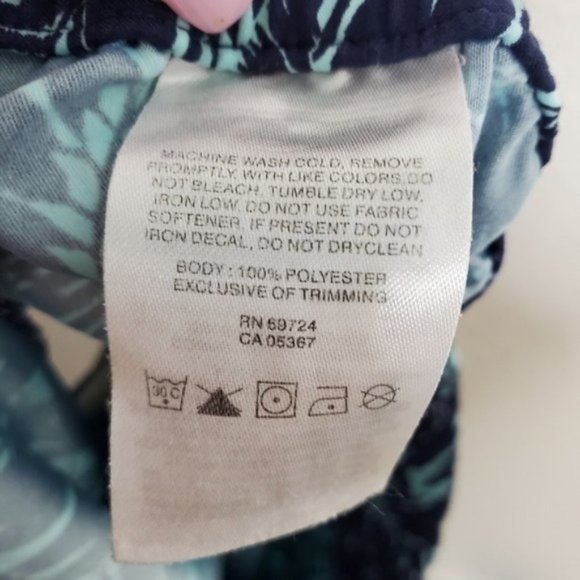 MACHINE WASH COLD, REMOVE
PROMPTLY. WITH LIKE COLORS.DO
NOT BLEACH. TUMBLE DRY LOW,
IRON LOW. DO NOT USE FABRIC
SOFTENER, IF PRESENT DO NOT
IRON DECAL, DO NOT DRYCLEAN
BODY : 100% POLYESTER
EXCLUSIVE OF TRIMMING
RN 69724
CA 05367
30 C